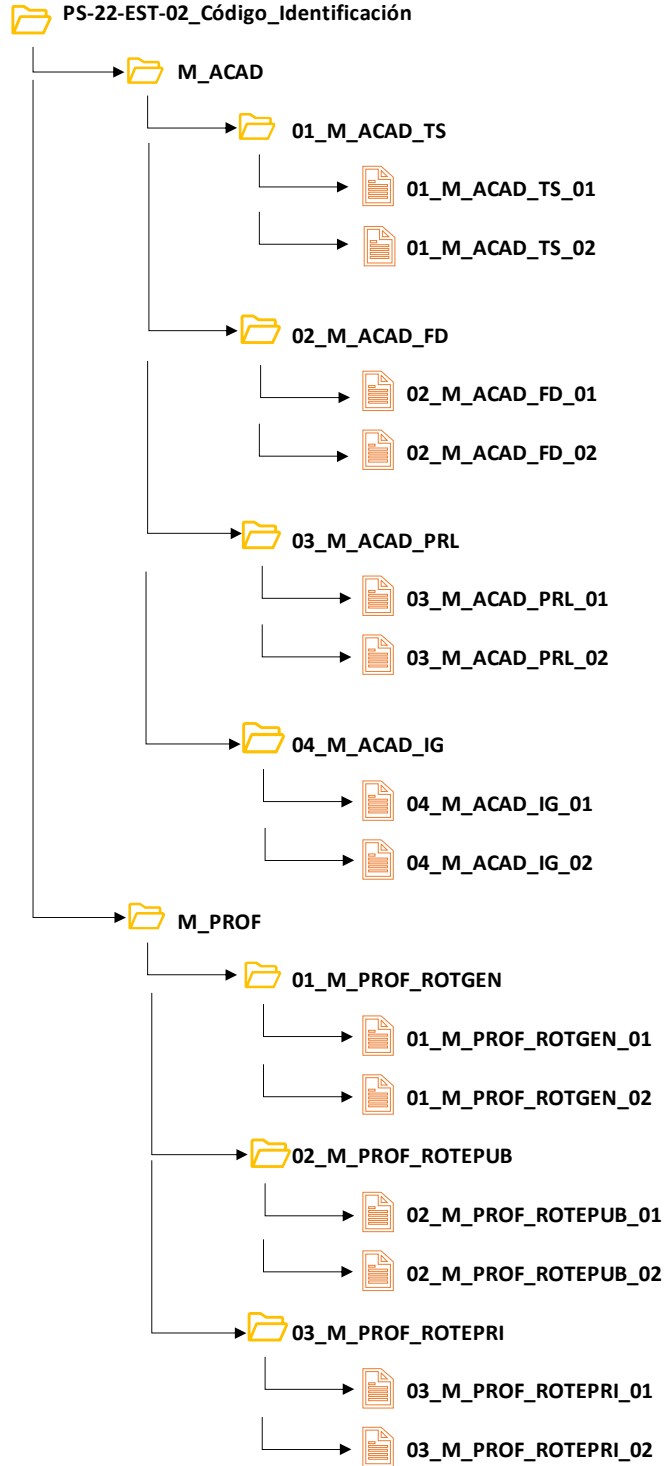 PS-22-EST-02_Código_Identificación
M_ACAD
01_M_ACAD_TS
01_M_ACAD_TS_01
01_M_ACAD_TS_02
02_M_ACAD_FD
02_M_ACAD_FD_01
02_M_ACAD_FD_02
03_M_ACAD_PRL
03_M_ACAD_PRL_01
03_M_ACAD_PRL_02
04_M_ACAD_IG
04_M_ACAD_IG_01
04_M_ACAD_IG_02
M_PROF
01_M_PROF_ROTGEN
01_M_PROF_ROTGEN_01
01_M_PROF_ROTGEN_02
02_M_PROF_ROTEPUB
02_M_PROF_ROTEPUB_01
02_M_PROF_ROTEPUB_02
03_M_PROF_ROTEPRI
03_M_PROF_ROTEPRI_01
03_M_PROF_ROTEPRI_02